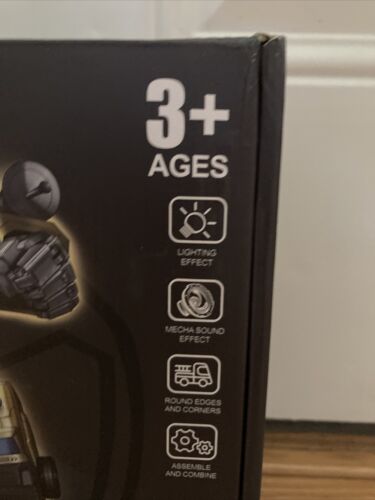 3+
AGES
LIGHTING
EFFECT
MECHA SOUND
EFFECT
ROUND EDGES
AND CORNERS
ASSEMBLE
AND COMBINE